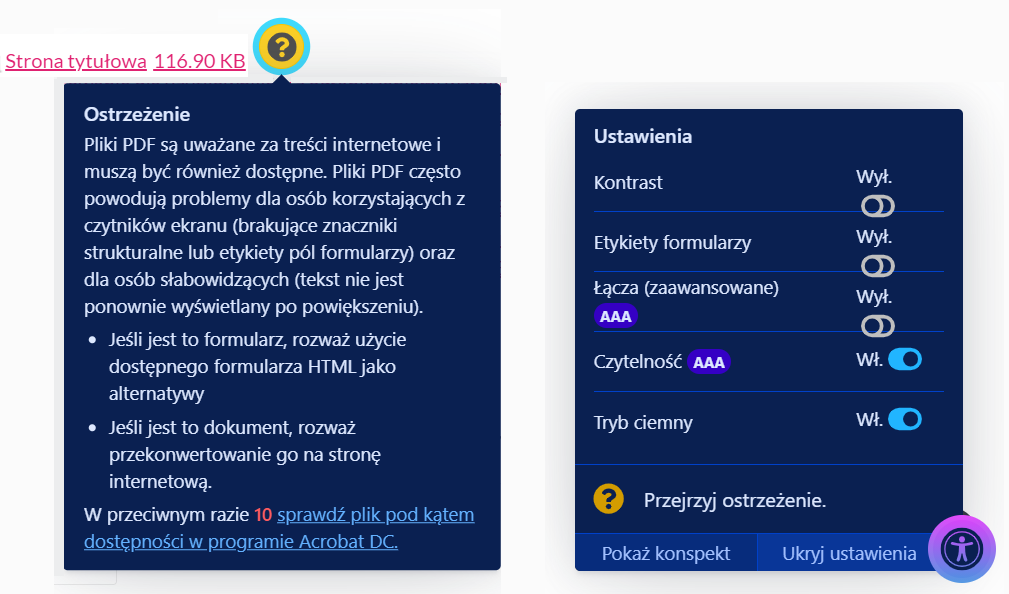 Strona tytułowa 116.90 KB
?
Ostrzeżenie
Pliki PDF są uważane za treści internetowe i
muszą być również dostępne. Pliki PDF często
powodują problemy dla osób korzystających z
czytników ekranu (brakujące znaczniki
strukturalne lub etykiety pól formularzy) oraz
dla osób słabowidzących (tekst nie jest
ponownie wyświetlany po powiększeniu).
• Jeśli jest to formularz, rozważ użycie
dostępnego formularza HTML jako
alternatywy
• Jeśli jest to dokument, rozważ
przekonwertowanie go na stronę
internetową.
W przeciwnym razie 10 sprawdź plik pod kątem
dostępności w programie Acrobat DC.
Ustawienia
Kontrast Wył.
Etykiety formularzy Wył.
Łącza (zaawansowane) Wył.
AAA
Czytelność AAA Wł.
Tryb ciemny Wł.
? Przejrzyj ostrzeżenie.
Pokaż konspekt Ukryj ustawienia